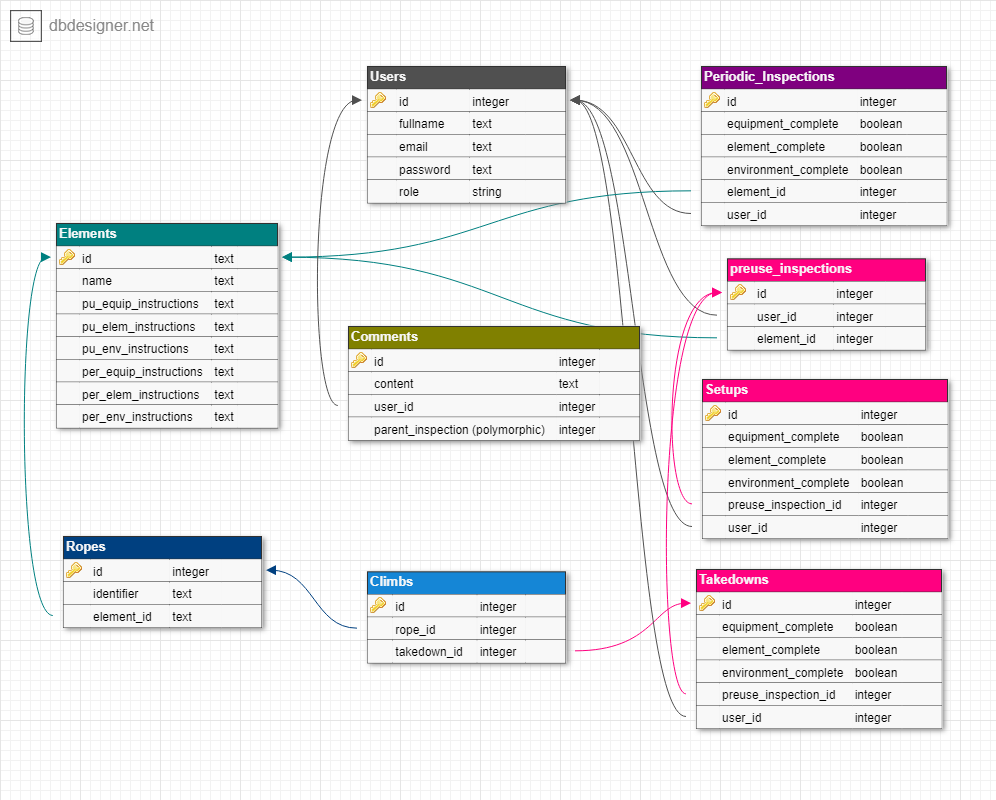 dbdesigner.net
Users
id integer
fullname text
email text
password text
role string
Periodic_Inspections
id integer
equipment_complete boolean
element_complete boolean
environment_complete boolean
element_id integer
user_id integer
Elements
id text
name text
pu_equip_instructions text
pu_elem_instructions text
pu_env_instructions text
per_equip_instructions text
per_elem_instructions text
per_env_instructions text
preuse_inspections
id integer
user_id integer
element_id integer
Comments
id integer
content text
user_id integer
parent_inspection (polymorphic) integer
Setups
id integer
equipment_complete boolean
element_complete boolean
environment_complete boolean
preuse_inspection_id integer
user_id integer
Ropes
id integer
identifier text
element_id text
Climbs
id integer
rope_id integer
takedown_id integer
Takedowns
id integer
equipment_complete boolean
element_complete boolean
environment_complete boolean
preuse_inspection_id integer
user_id integer